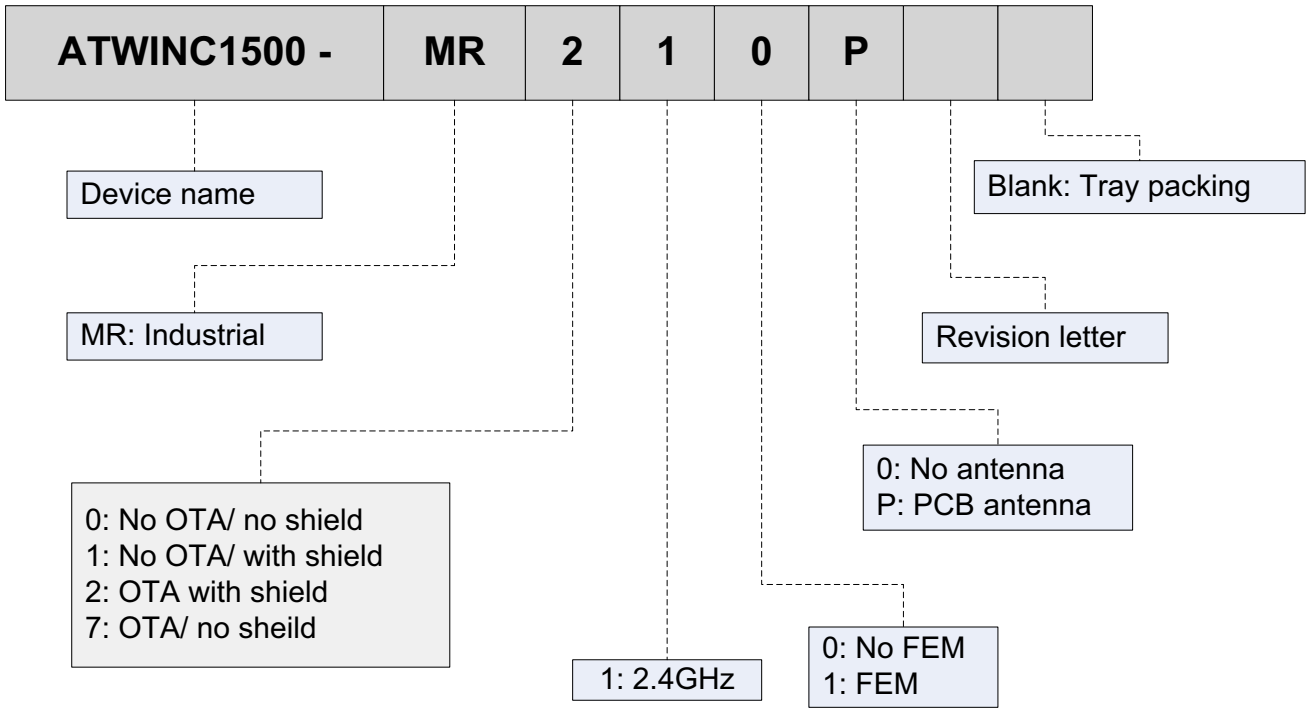 ATWINC1500 - MR 2 1 0 P
Device name
Blank: Tray packing
MR: Industrial
Revision letter
0: No antenna
P: PCB antenna
0: No OTA/ no shield
1: No OTA/ with shield
2: OTA with shield
7: OTA/ no sheild
0: No FEM
1: FEM
1: 2.4GHz